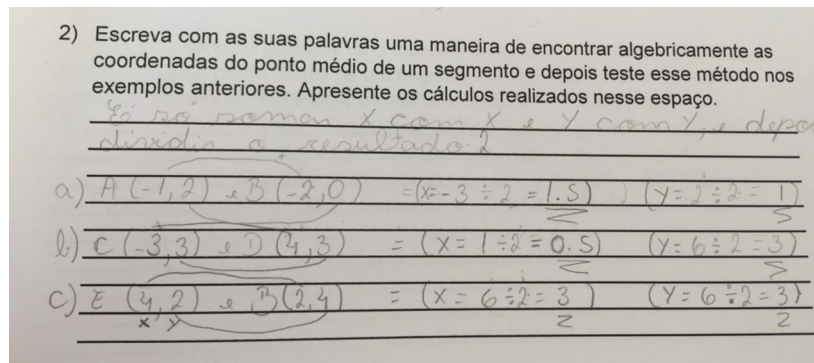 2) Escreva com as suas palavras uma maneira de encontrar algebricamente as
coordenadas do ponto médio de um segmento e depois teste esse método nos
exemplos anteriores. Apresente os cálculos realizados nesse espaço.
só somar X com X e Y com Y, e depo
dividir o resultado 2
a) A (-1,2) e B (-2,0) = (x=-3 ÷ 2 = 1.5) (y= 2 ÷ 2 = 1)
b) C (-3,3) e D (4,3) = (x= 1 ÷ 2 = 0.5) (y= 6 ÷ 2 = 3)
c) E (4,2) e B (2,4) = (x= 6 ÷ 2 = 3) (y= 6 ÷ 2 = 3)
x y